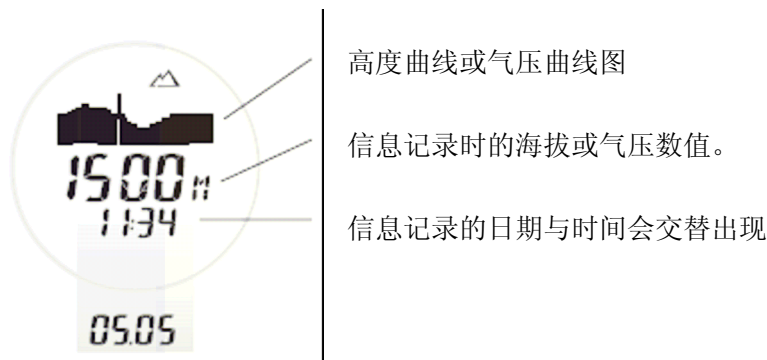 高度曲线或气压曲线图
1500 M
信息记录时的海拔或气压数值。
11:34
信息记录的日期与时间会交替出现
05.05